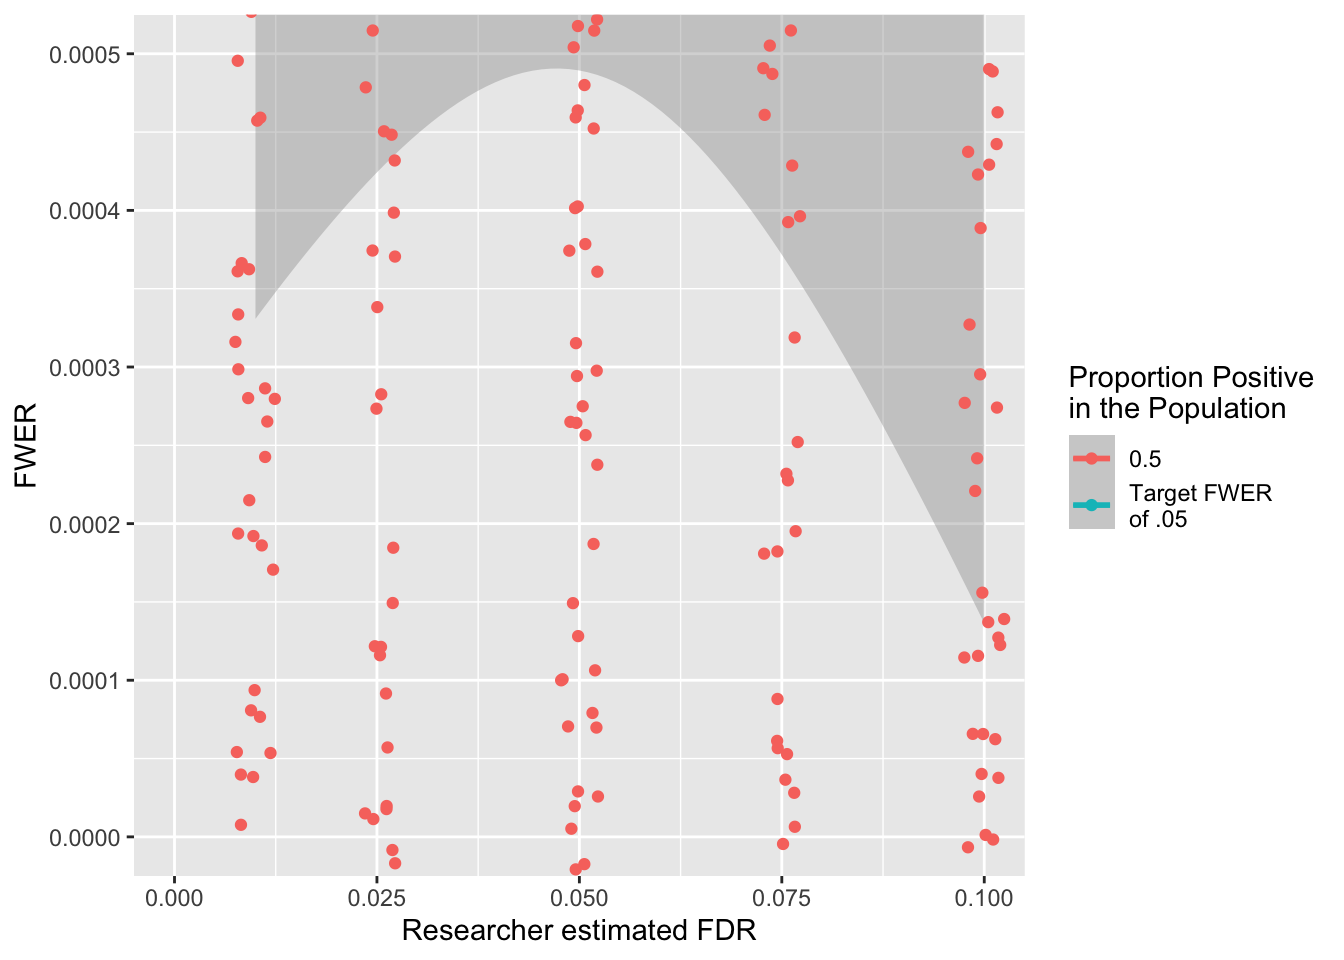 0.0005
0.0004
0.0003
0.0002
0.0001
0.0000
FWER
0.000
0.025
0.050
0.075
0.100
Researcher estimated FDR
Proportion Positive
in the Population
0.5
Target FWER
of .05